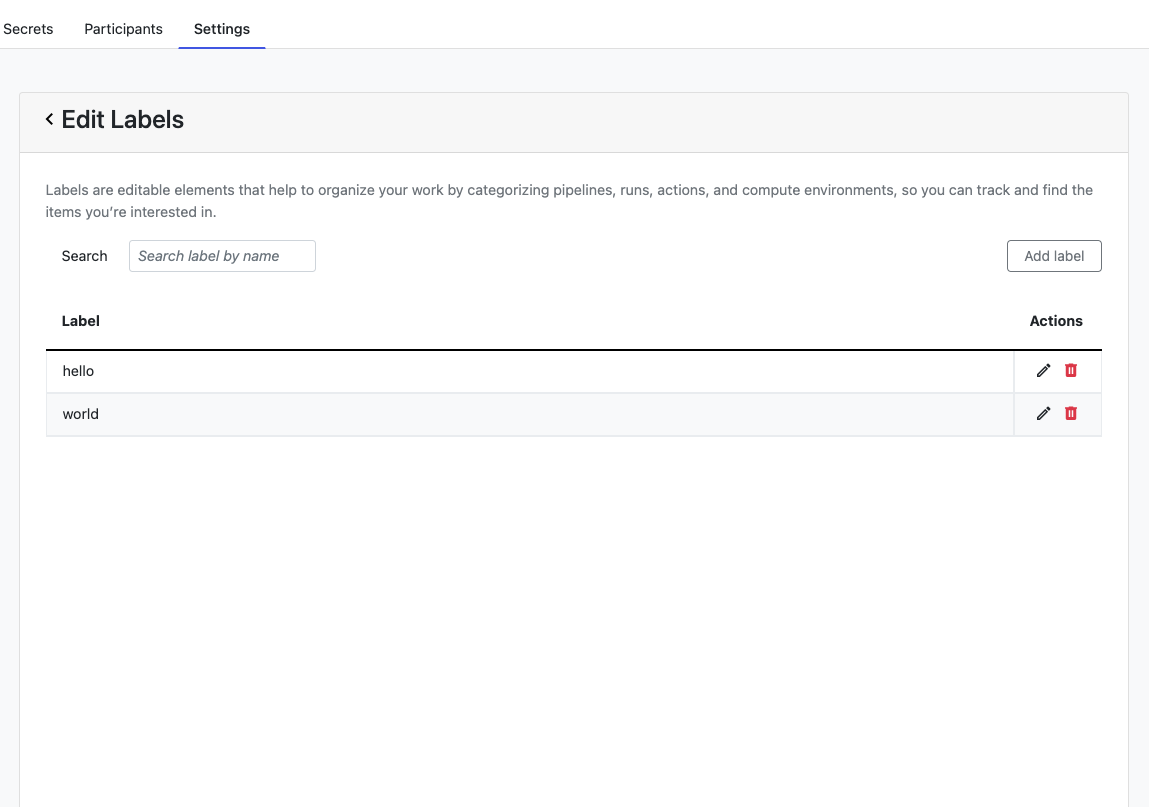 Secrets Participants Settings
Edit Labels
Labels are editable elements that help to organize your work by categorizing pipelines, runs, actions, and compute environments, so you can track and find the
items you’re interested in.
Search Search label by name Add label
Label Actions
hello
world